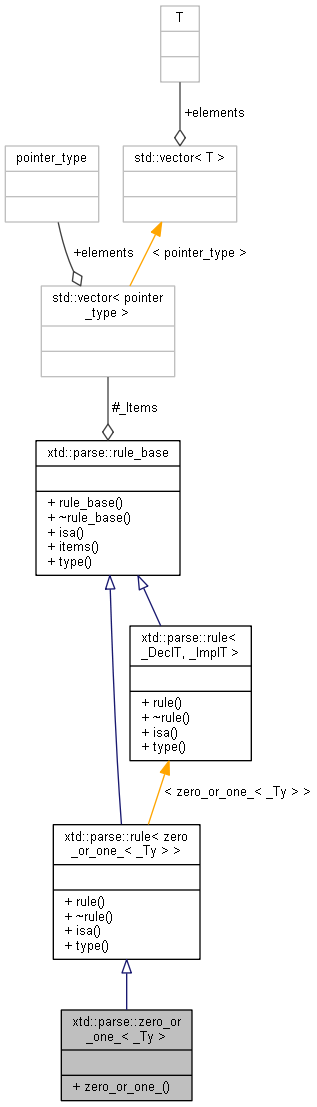 T
+elements
pointer_type
std::vector< T >
+elements
< pointer_type >
std::vector< pointer
_type >
#_Items
xtd::parse::rule_base
+ rule_base()
+ ~rule_base()
+ isa()
+ items()
+ type()
xtd::parse::rule<
_DeclT, _ImplT >
+ rule()
+ ~rule()
+ isa()
+ type()
< zero_or_one_< _Ty > >
xtd::parse::rule< zero
_or_one_< _Ty > >
+ rule()
+ ~rule()
+ isa()
+ type()
xtd::parse::zero_or
_one_< _Ty >
+ zero_or_one_()